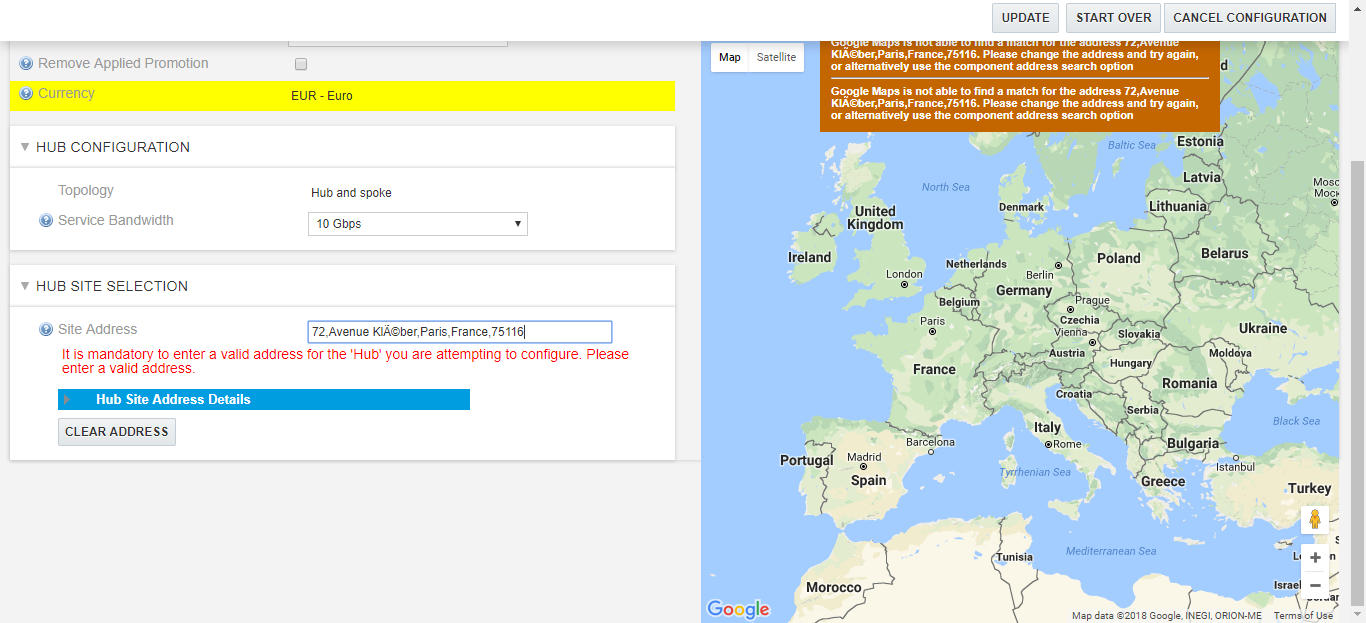 UPDATE
START OVER
CANCEL CONFIGURATION
Remove Applied Promotion
Currency
EUR - Euro
HUB CONFIGURATION
Topology
Hub and spoke
Service Bandwidth
10 Gbps
HUB SITE SELECTION
Site Address
72,Avenue KlÃ©ber,Paris,France,75116
It is mandatory to enter a valid address for the 'Hub' you are attempting to configure. Please
enter a valid address.
Hub Site Address Details
CLEAR ADDRESS
Map
Satellite
Google Maps is not able to find a match for the address 72,Avenue
KlÃ©ber,Paris,France,75116. Please change the address and try again,
or alternatively use the component address search option
Google Maps is not able to find a match for the address 72,Avenue
KlÃ©ber,Paris,France,75116. Please change the address and try again,
or alternatively use the component address search option
d
Baltic Sea
Estonia
Latvia
North Sea
Mosc
Моск
Denmark
Lithuania
United
Kingdom
Ireland
Netherlands
Berlin
Poland
Belarus
London
Germany
Belgium
Prague
Paris
Czechia
Vienna
Slovakia
Ukraine
Austria
Moldova
France
Hungary
Romania
Croatia
Serbia
Italy
Black Sea
Barcelona
Rome
Bulgaria
Portugal
Madrid
Istanbul
Spain
Tyrrhenian Sea
Greece
Turkey
S
Mediterranean Sea
Tunisia
Le
on
Israel
Morocco
Jordan
Google
Map data ©2018 Google, INEGI, ORION-ME
Terms of Use